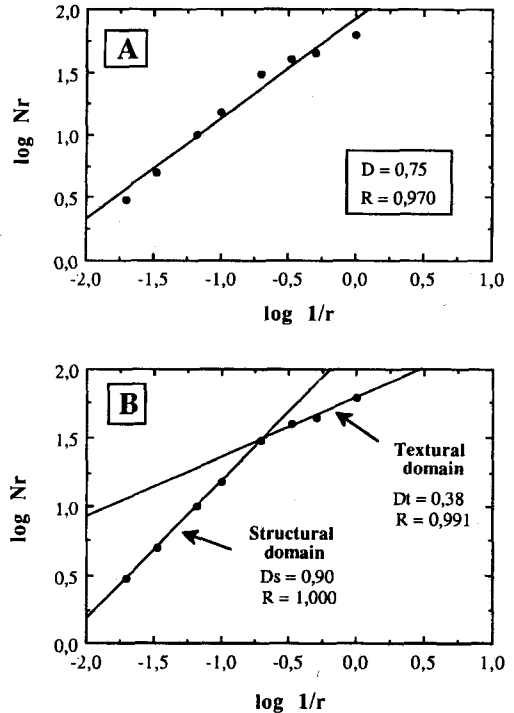 2,0
A
1,5
log Nr
1,0
D = 0,75
R = 0,970
0,5
0,0
-2,0 -1,5 -1,0 -0,5 0,0 0,5 1,0
log 1/r
2,0
B
1,5
Textural
domain
log Nr
Dt = 0,38
1,0
R = 0,991
Structural
domain
0,5
Ds = 0,90
R = 1,000
0,0
-2,0 -1,5 -1,0 -0,5 0,0 0,5 1,0
log 1/r